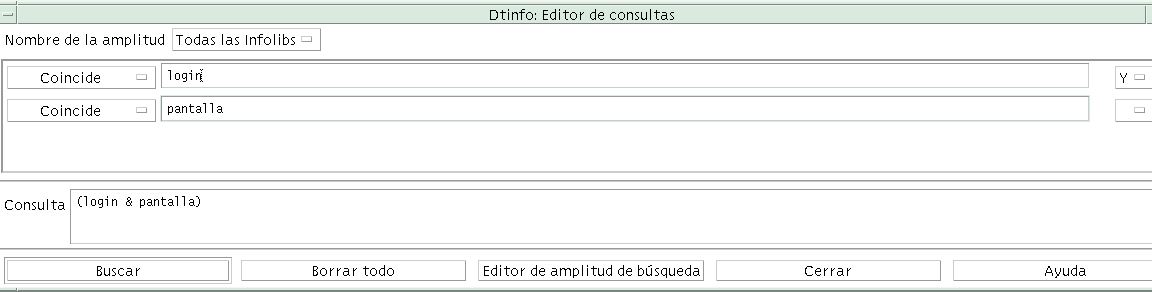 Dtinfo: Editor de consultas
Nombre de la amplitud Todas las Infolibs
Coincide login Y
Coincide pantalla
Consulta (login & pantalla)
Buscar Borrar todo Editor de amplitud de búsqueda Cerrar Ayuda